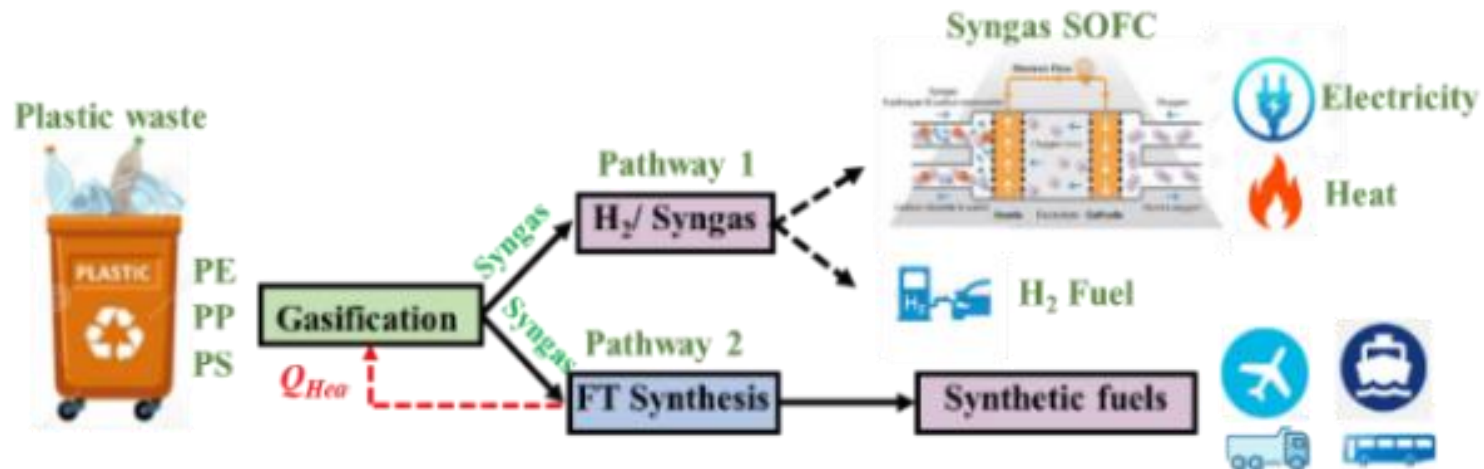 Syngas SOFC
Plastic waste
Electricity
Pathway 1
Heat
H₂/ Syngas
Syngas
PLASTIC
PE
PP
PS
Gasification
H₂ Fuel
Syngas
Pathway 2
Q_Hea
FT Synthesis
Synthetic fuels